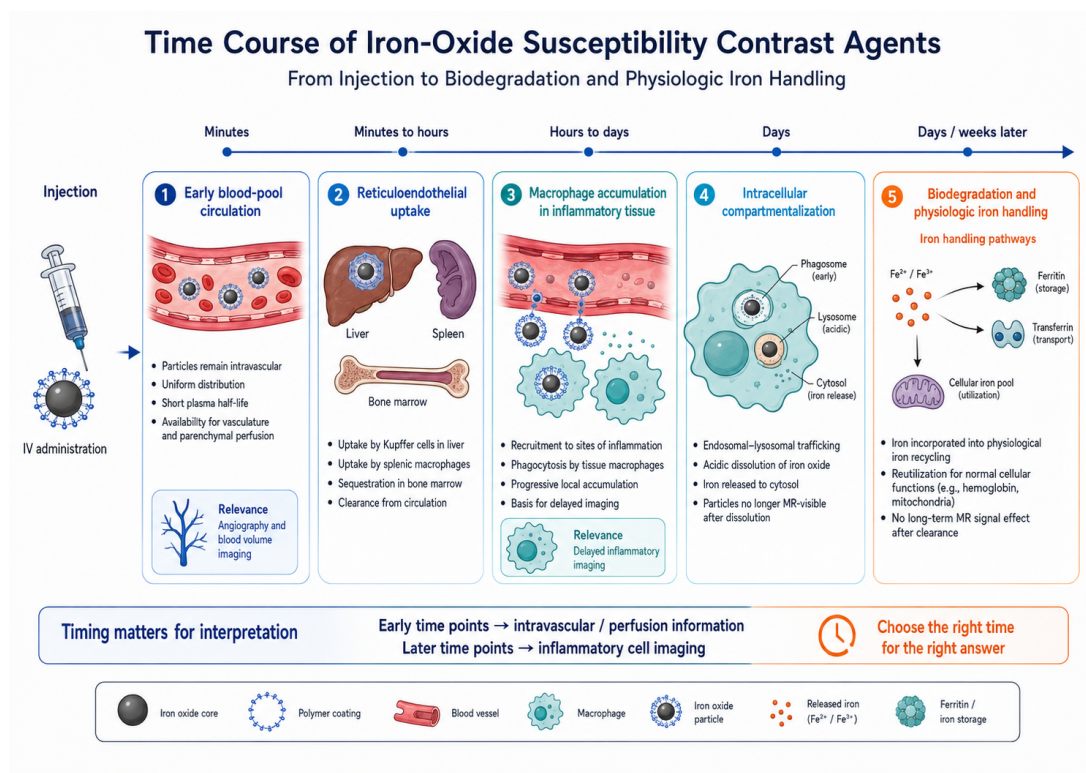 Time Course of Iron-Oxide Susceptibility Contrast Agents
From Injection to Biodegradation and Physiologic Iron Handling
Minutes
Minutes to hours
Hours to days
Days
Days / weeks later
Injection
IV administration
1 Early blood-pool
circulation
• Particles remain intravascular
• Uniform distribution
• Short plasma half-life
• Availability for vasculature
and parenchymal perfusion
Relevance
Angiography and
blood volume
imaging
2 Reticuloendothelial
uptake
Liver
Spleen
Bone marrow
• Uptake by Kupffer cells in liver
• Uptake by splenic macrophages
• Sequestration in bone marrow
• Clearance from circulation
3 Macrophage accumulation
in inflammatory tissue
• Recruitment to sites of inflammation
• Phagocytosis by tissue macrophages
• Progressive local accumulation
• Basis for delayed imaging
Relevance
Delayed inflammatory
imaging
4 Intracellular
compartmentalization
Phagosome
(early)
Lysosome
(acidic)
Cytosol
(iron release)
• Endosomal–lysosomal trafficking
• Acidic dissolution of iron oxide
• Iron released to cytosol
• Particles no longer MR-visible
after dissolution
5 Biodegradation and
physiologic iron handling
Iron handling pathways
Fe²⁺ / Fe³⁺
Ferritin
(storage)
Transferrin
(transport)
Cellular iron pool
(utilization)
• Iron incorporated into physiological
iron recycling
• Reutilization for normal cellular
functions (e.g., hemoglobin,
mitochondria)
• No long-term MR signal effect
after clearance
Timing matters for interpretation
Early time points → intravascular / perfusion information
Later time points → inflammatory cell imaging
Choose the right time
for the right answer
Iron oxide core
Polymer coating
Blood vessel
Macrophage
Iron oxide
particle
Released iron
(Fe²⁺ / Fe³⁺)
Ferritin /
iron storage